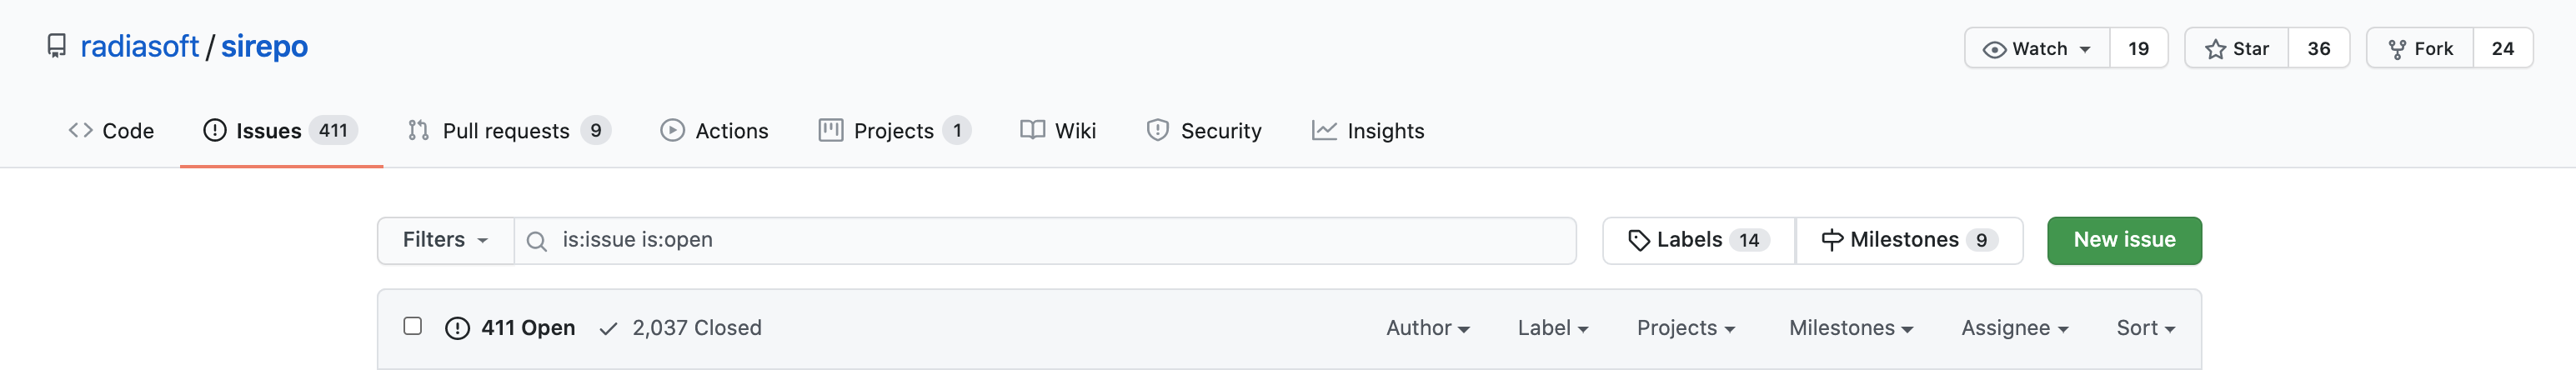 radiasoft / sirepo Watch 19 Star 36 Fork 24
Code Issues 411 Pull requests 9 Actions Projects 1 Wiki Security Insights
Filters is:issue is:open Labels 14 Milestones 9 New issue
411 Open 2,037 Closed Author Label Projects Milestones Assignee Sort